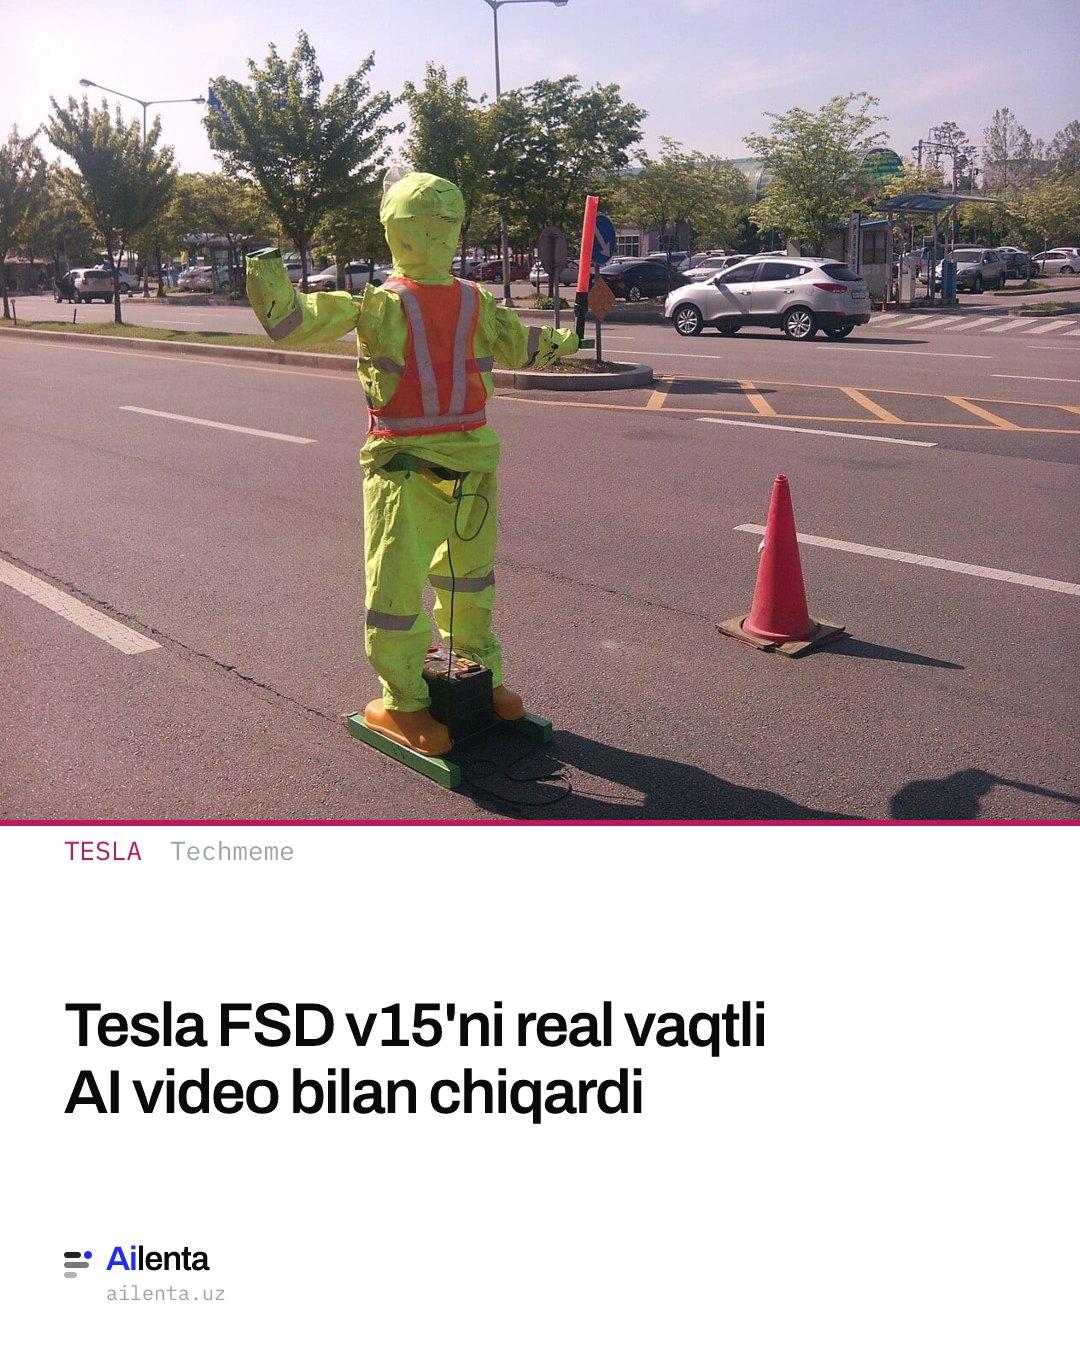 TESLA Techmeme
Tesla FSD v15'ni real vaqtli
AI video bilan chiqardi
Ailenta
ailenta.uz